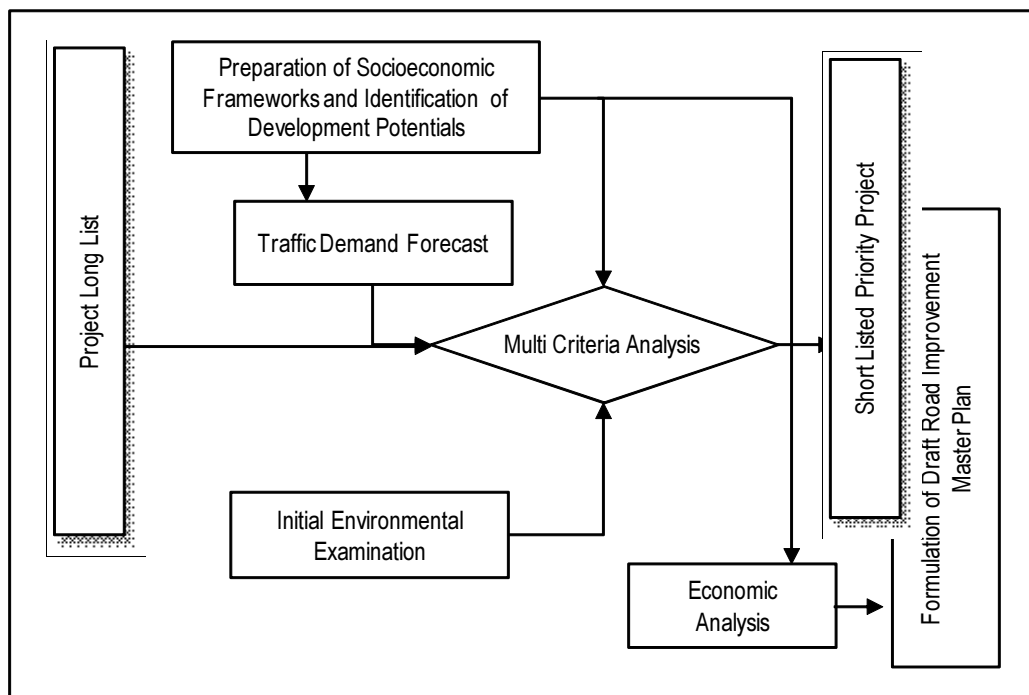 Preparation of Socioeconomic
Frameworks and Identification of
Development Potentials
Project Long List
Traffic Demand Forecast
Multi Criteria Analysis
Short Listed Priority Project
Formulation of Draft Road Improvement
Master Plan
Initial Environmental
Examination
Economic
Analysis